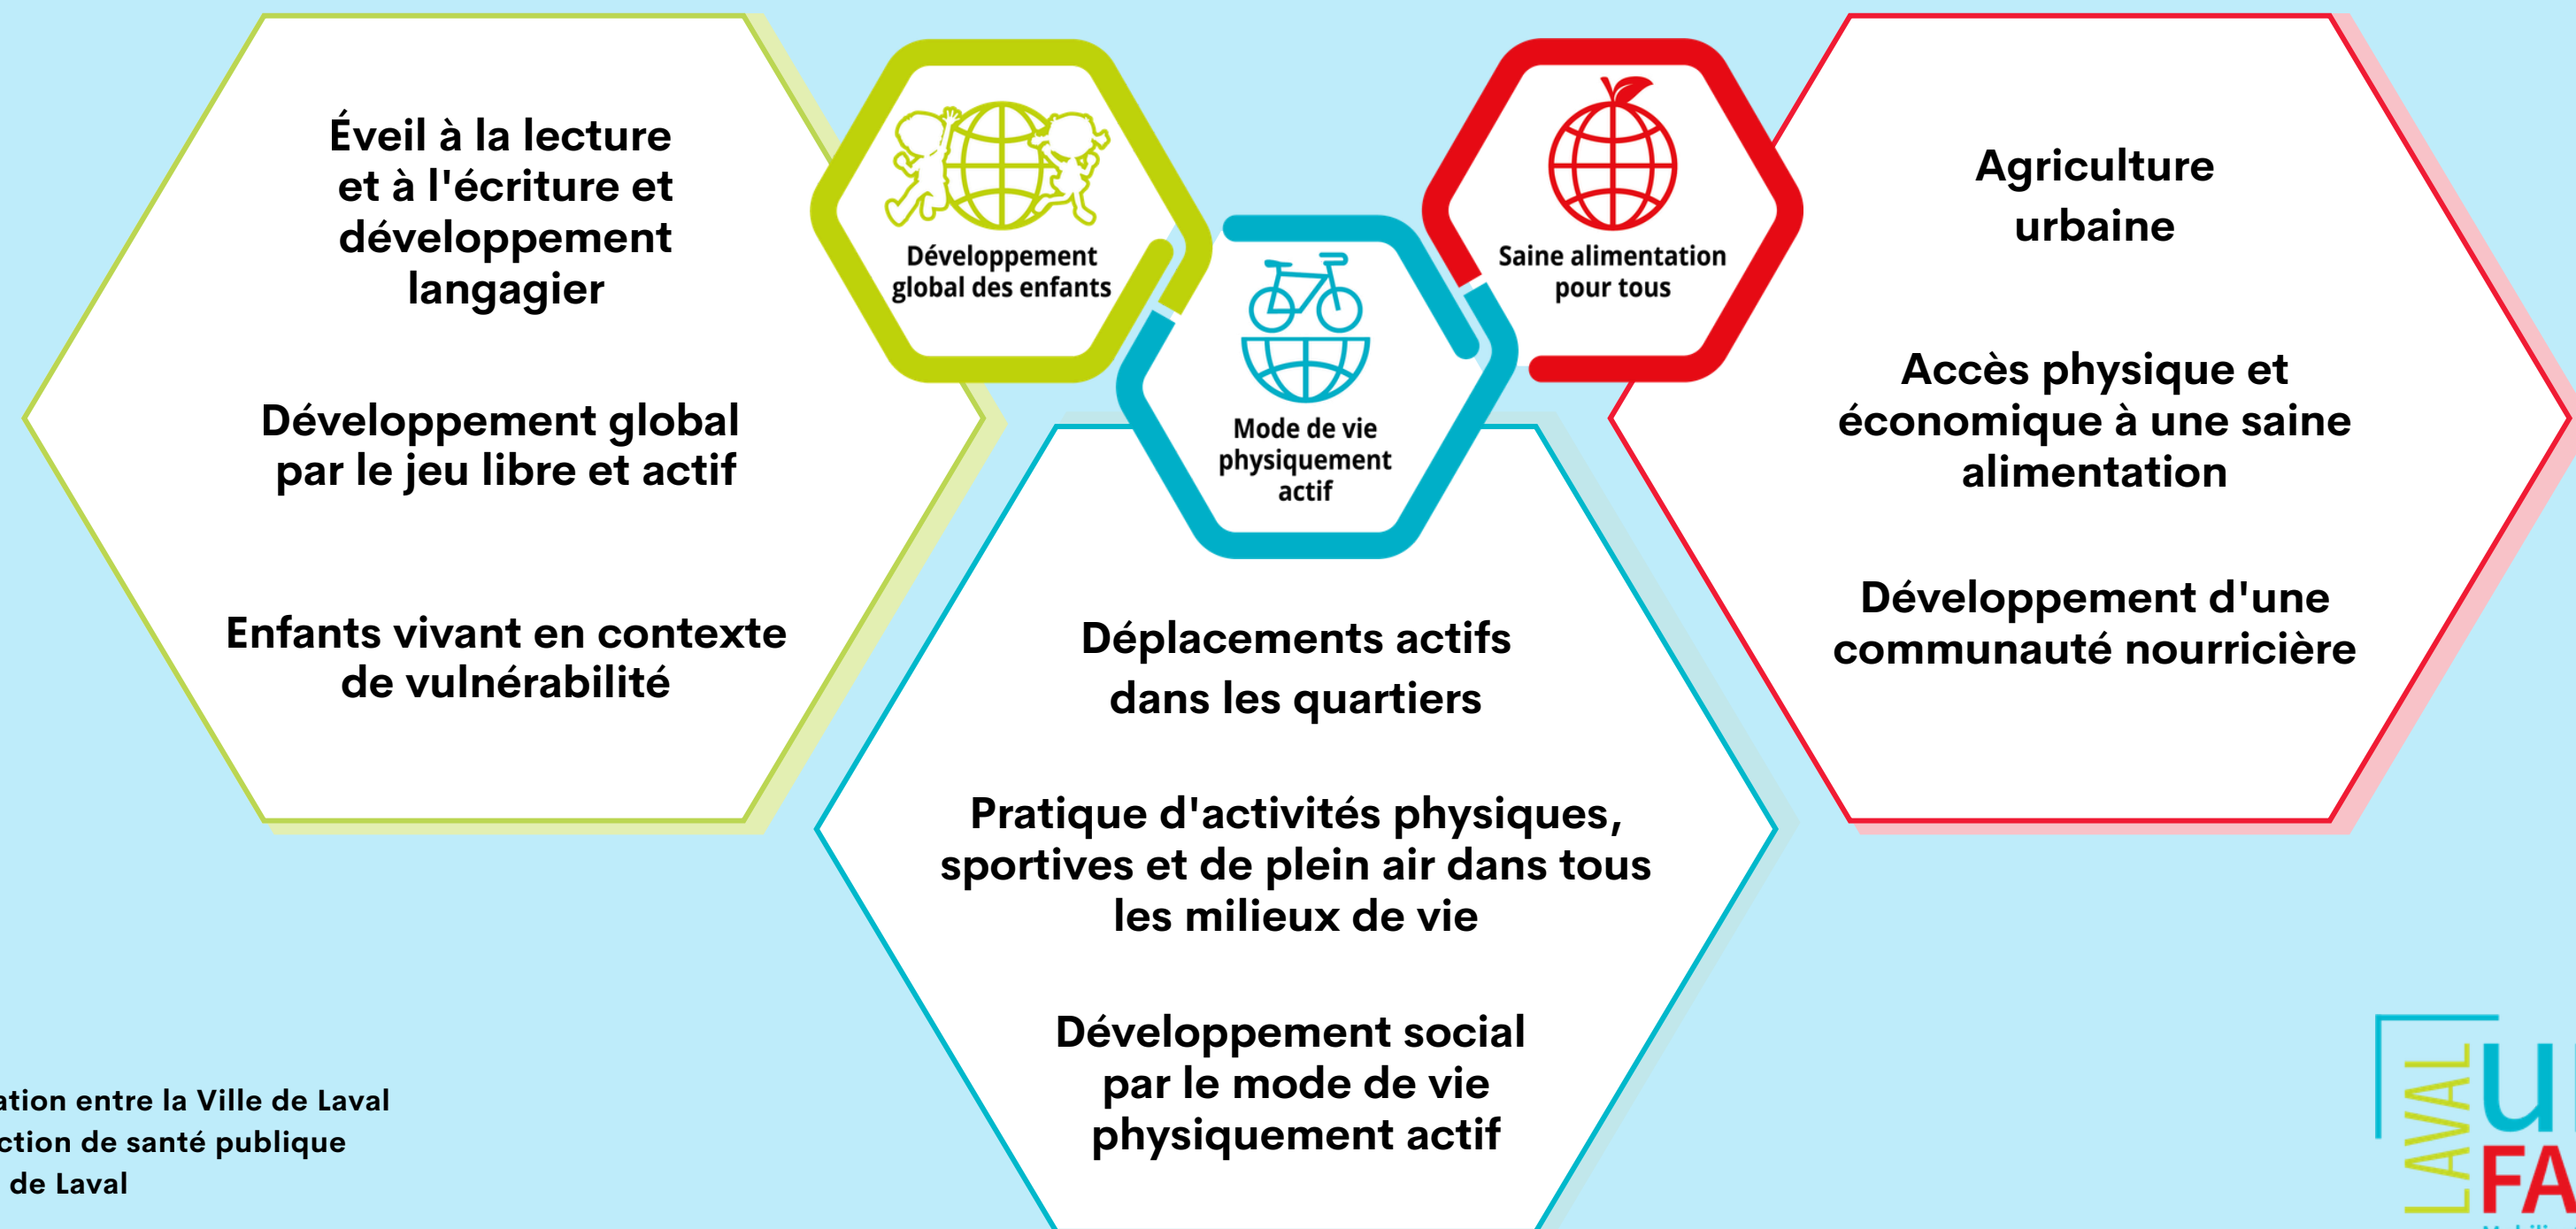 Éveil à la lecture
et à l'écriture et
développement
langagier
Développement global
par le jeu libre et actif
Enfants vivant en contexte
de vulnérabilité
Développement
global des enfants
Mode de vie
physiquement
actif
Saine alimentation
pour tous
Déplacements actifs
dans les quartiers
Pratique d'activités physiques,
sportives et de plein air dans tous
les milieux de vie
Développement social
par le mode de vie
physiquement actif
Agriculture
urbaine
Accès physique et
économique à une saine
alimentation
Développement d'une
communauté nourricière
entre la Ville de Laval
de santé publique
de Laval
LAVAL